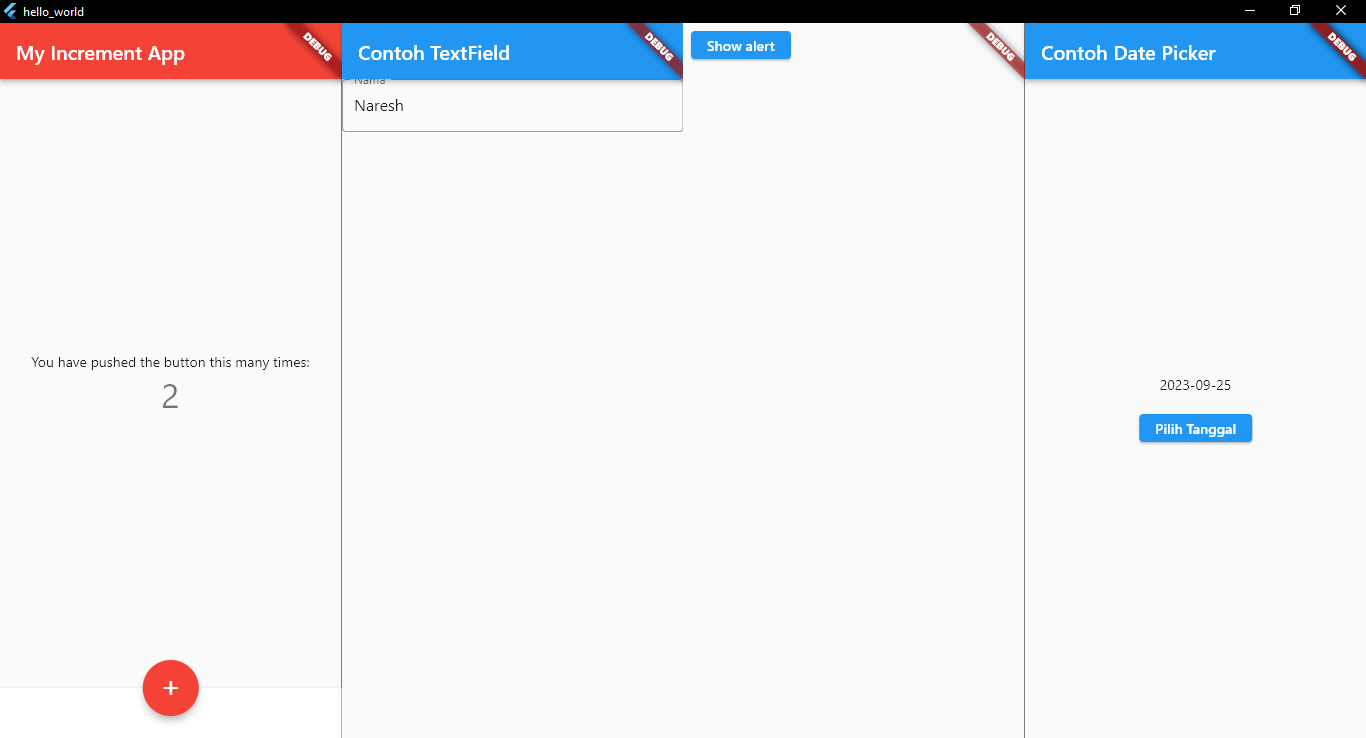 hello_world
My Increment App
DEBUG
You have pushed the button this many times:
2
+
Contoh TextField
DEBUG
Nama
Naresh
Show alert
DEBUG
Contoh Date Picker
DEBUG
2023-09-25
Pilih Tanggal